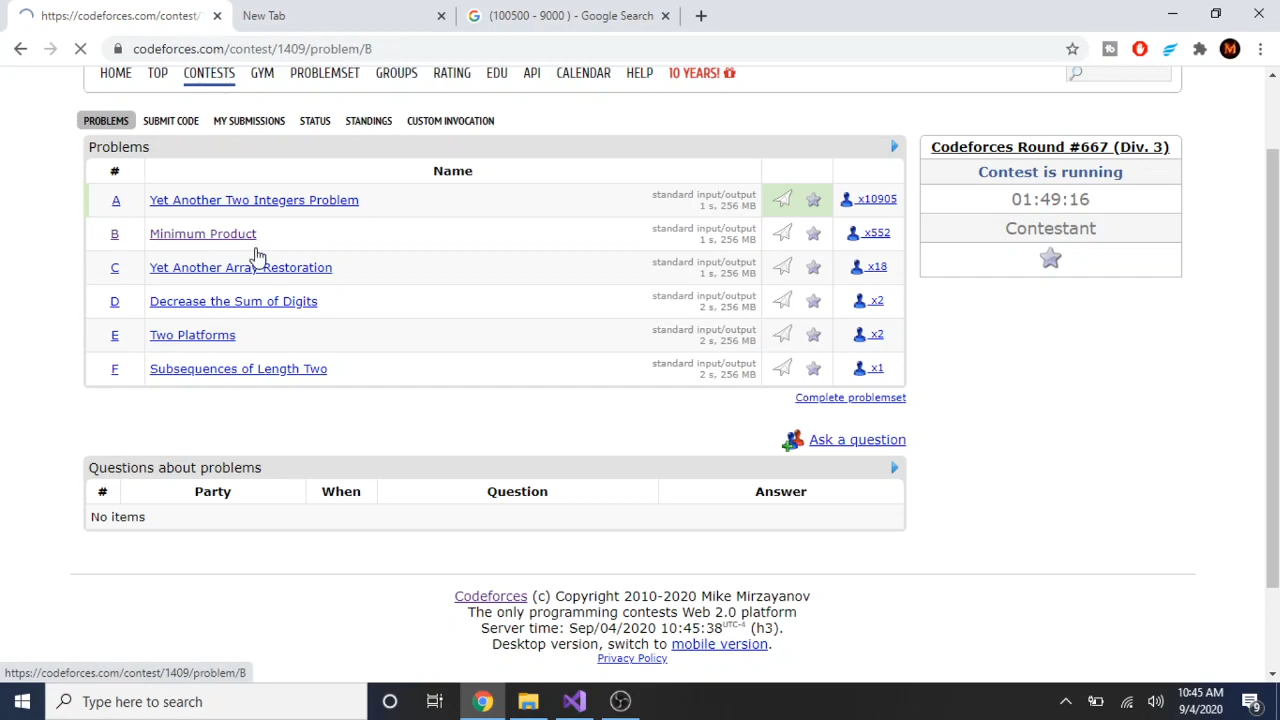 https://codeforces.com/contest/
New Tab
(100500 - 9000 ) - Google Search
codeforces.com/contest/1409/problem/B
HOME TOP CONTESTS GYM PROBLEMSET GROUPS RATING EDU API CALENDAR HELP 10 YEARS!
PROBLEMS SUBMIT CODE MY SUBMISSIONS STATUS STANDINGS CUSTOM INVOCATION
Problems
# Name
A Yet Another Two Integers Problem standard input/output
1 s, 256 MB
x10905
B Minimum Product standard input/output
1 s, 256 MB
x552
C Yet Another Array Restoration standard input/output
1 s, 256 MB
x18
D Decrease the Sum of Digits standard input/output
2 s, 256 MB
x2
E Two Platforms standard input/output
2 s, 256 MB
x2
F Subsequences of Length Two standard input/output
2 s, 256 MB
x1
Complete problemset
Ask a question
Questions about problems
# Party When Question Answer
No items
Codeforces Round #667 (Div. 3)
Contest is running
01:49:16
Contestant
Codeforces (c) Copyright 2010-2020 Mike Mirzayanov
The only programming contests Web 2.0 platform
Server time: Sep/04/2020 10:45:38 UTC-4 (h3).
Desktop version, switch to mobile version.
Privacy Policy
https://codeforces.com/contest/1409/problem/B
Type here to search
10:45 AM
9/4/2020
9